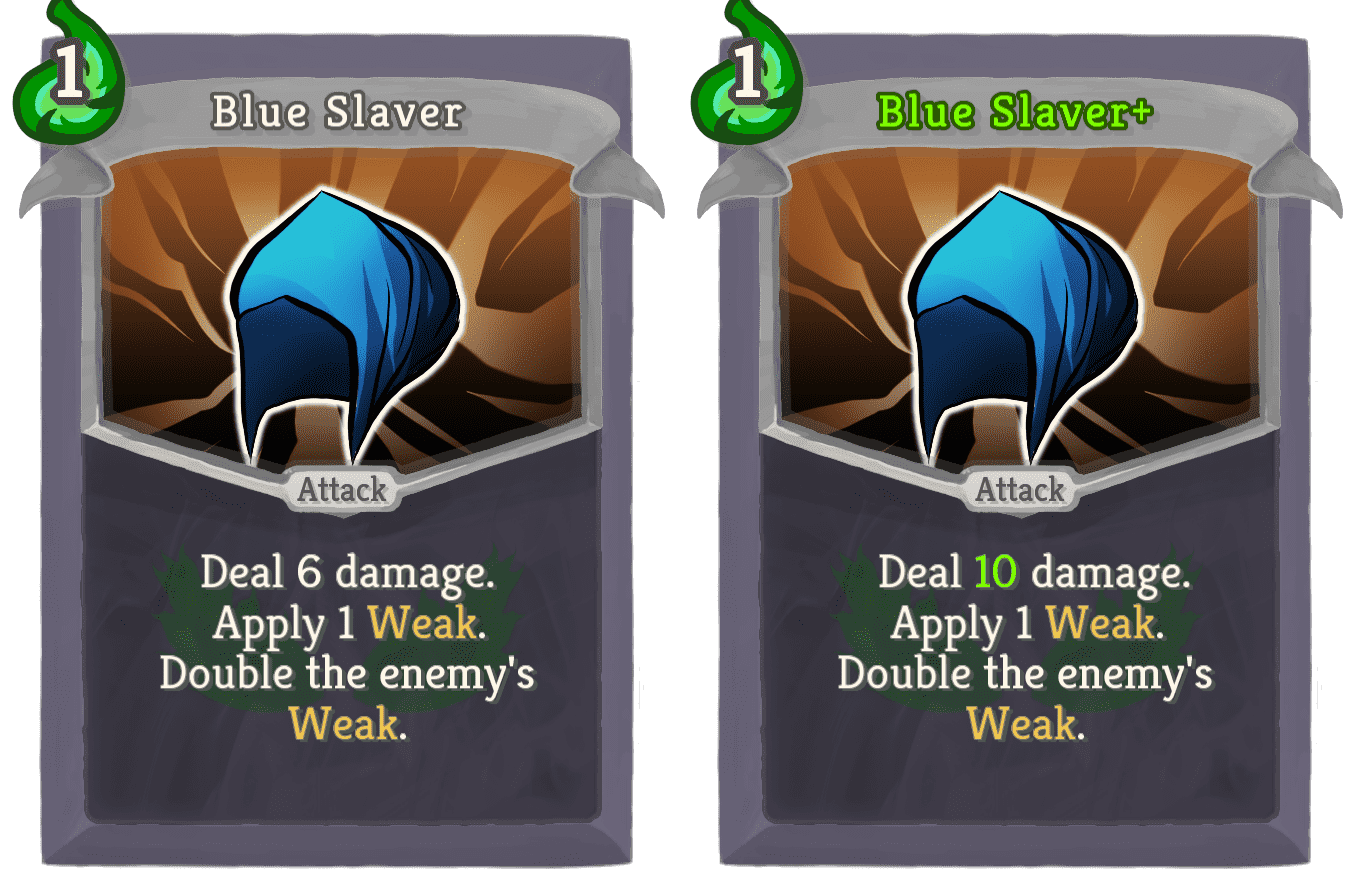 1
Blue Slaver
Attack
Deal 6 damage.
Apply 1 Weak.
Double the enemy's
Weak.
1
Blue Slaver+
Attack
Deal 10 damage.
Apply 1 Weak.
Double the enemy's
Weak.